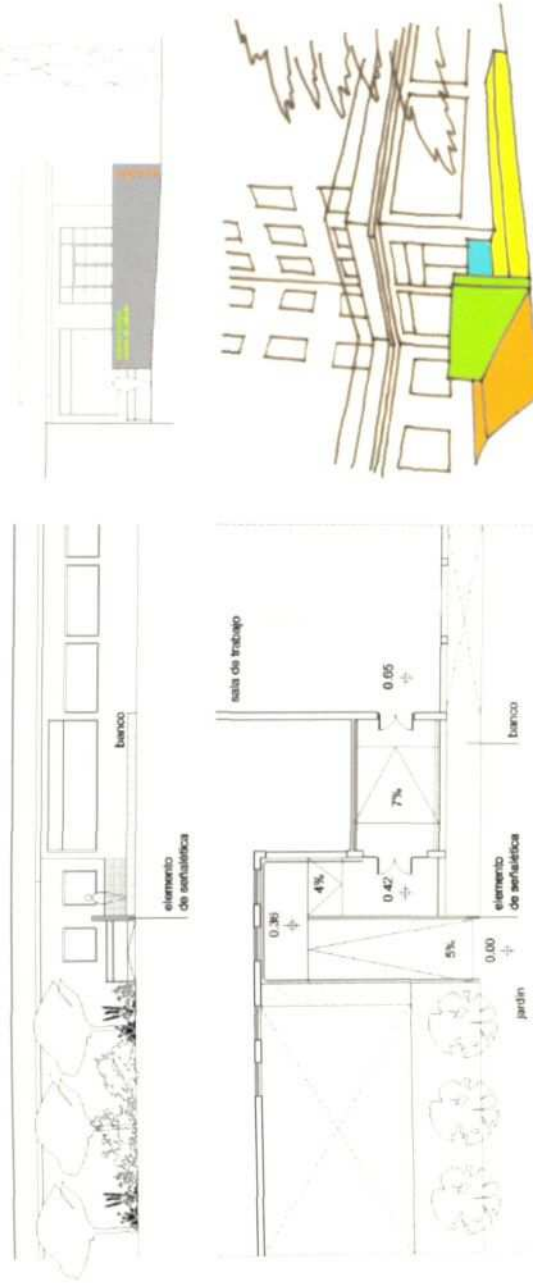 banco
elemento
de señalética
sala de trabajo
0.65
7%
0.36
4%
0.42
5%
0.00
banco
elemento
de señalética
jardín